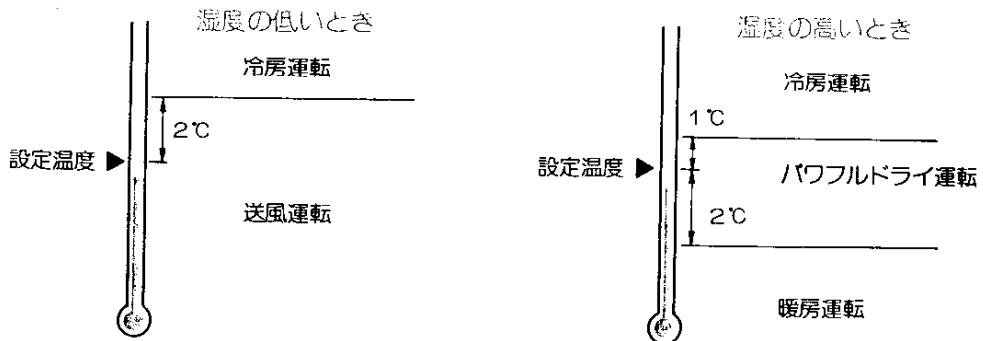 湿度の低いとき
冷房運転
2℃
設定温度
送風運転
湿度の高いとき
冷房運転
1℃
設定温度
パワフルドライ運転
2℃
暖房運転